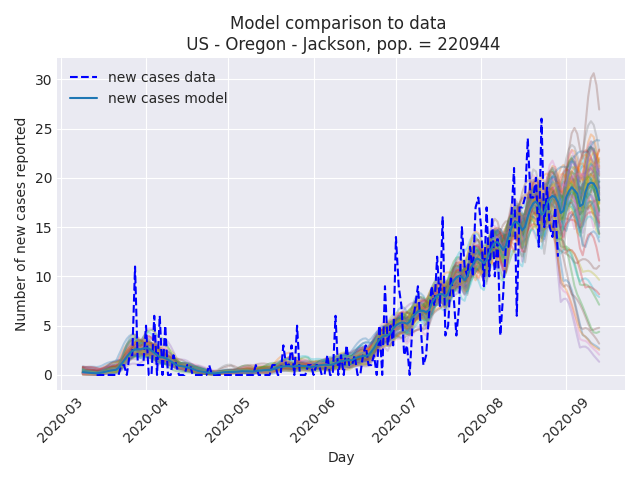 Model comparison to data
US - Oregon - Jackson, pop. = 220944
new cases data
new cases model
Number of new cases reported
30
25
20
15
10
5
0
2020-03
2020-04
2020-05
2020-06
2020-07
2020-08
2020-09
Day